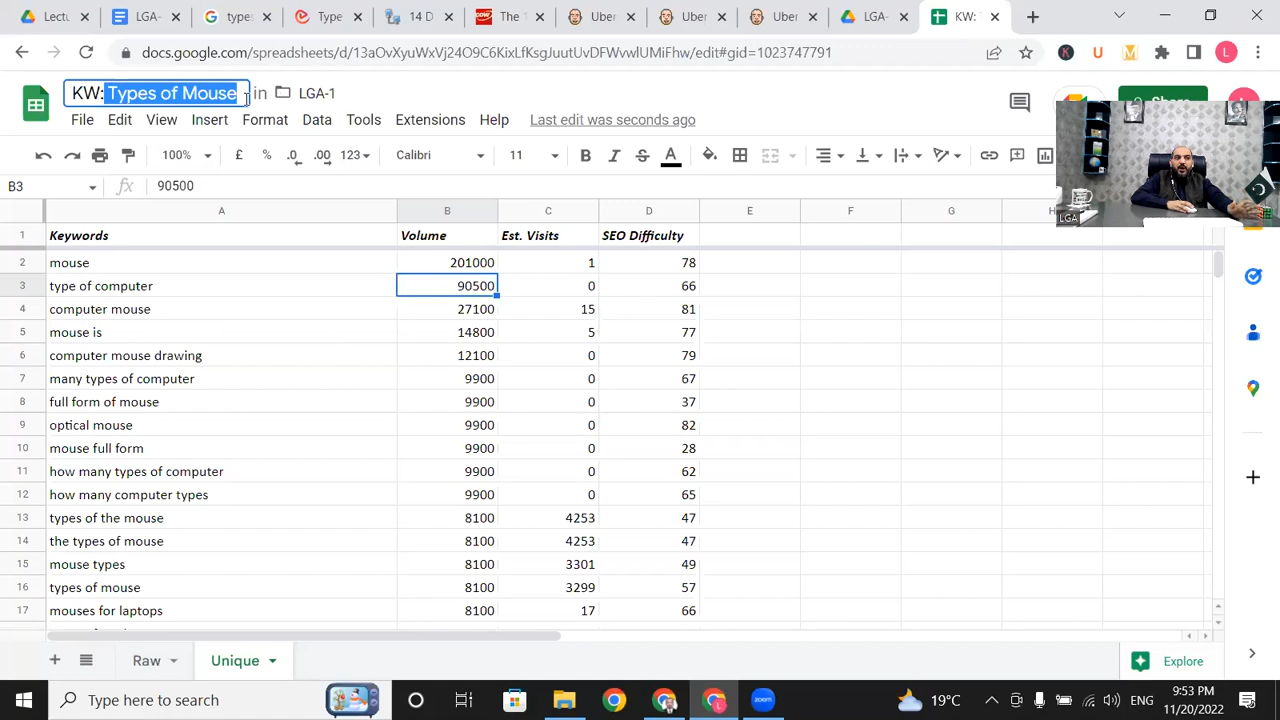 Lectu
LGA-1
types
Type
14 D
The 1
Uber
Uber
Uber
LGA-
KW:
docs.google.com/spreadsheets/d/13aOvXyuWxVj24O9C6KixLfKsgJuutUvDFWvwlUMiFhw/edit#gid=1023747791
L
KW: Types of Mouse in LGA-1
File Edit View Insert Format Data Tools Extensions Help Last edit was seconds ago
100% £ % .0 .00 123 Calibri 11 B I S A
B3 fx 90500
A B C D E F G
1 Keywords Volume Est. Visits SEO Difficulty
2 mouse 201000 1 78
3 type of computer 90500 0 66
4 computer mouse 27100 15 81
5 mouse is 14800 5 77
6 computer mouse drawing 12100 0 79
7 many types of computer 9900 0 67
8 full form of mouse 9900 0 37
9 optical mouse 9900 0 82
10 mouse full form 9900 0 28
11 how many types of computer 9900 0 62
12 how many computer types 9900 0 65
13 types of the mouse 8100 4253 47
14 the types of mouse 8100 4253 47
15 mouse types 8100 3301 49
16 types of mouse 8100 3299 57
17 mouses for laptops 8100 17 66
LGA
Raw Unique Explore
Type here to search
19°C ENG 9:53 PM
11/20/2022